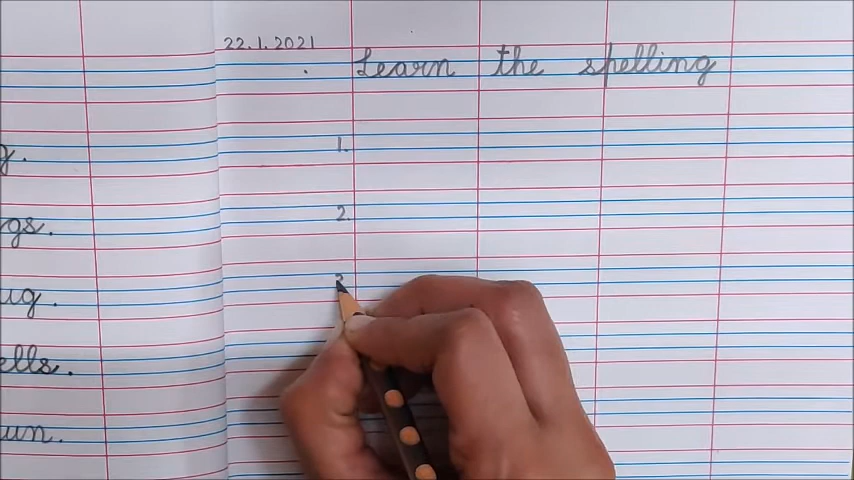 22.1.2021
Learn the spelling
1.
2.
gs.
ug.
ells.
un.